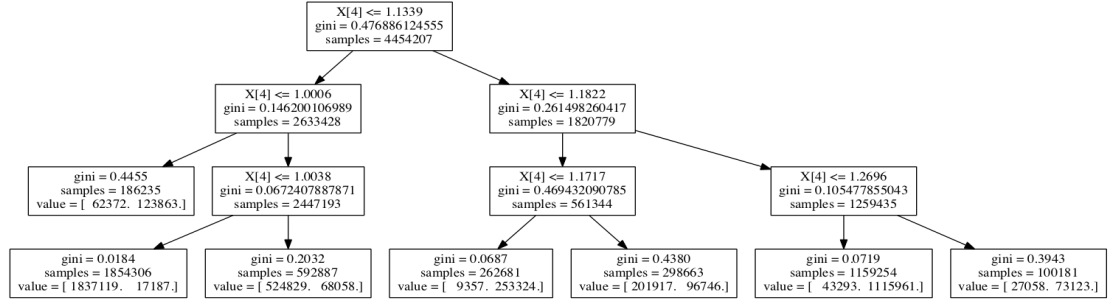 X[4] <= 1.1339
gini = 0.476886124555
samples = 4454207
X[4] <= 1.0006
gini = 0.146200106989
samples = 2633428
X[4] <= 1.1822
gini = 0.261498260417
samples = 1820779
gini = 0.4455
samples = 186235
value = [ 62372. 123863.]
X[4] <= 1.0038
gini = 0.0672407887871
samples = 2447193
X[4] <= 1.1717
gini = 0.469432090785
samples = 561344
X[4] <= 1.2696
gini = 0.105477855043
samples = 1259435
gini = 0.0184
samples = 1854306
value = [ 1837119. 17187.]
gini = 0.2032
samples = 592887
value = [ 524829. 68058.]
gini = 0.0687
samples = 262681
value = [ 9357. 253324.]
gini = 0.4380
samples = 298663
value = [ 201917. 96746.]
gini = 0.0719
samples = 1159254
value = [ 43293. 1115961.]
gini = 0.3943
samples = 100181
value = [ 27058. 73123.]